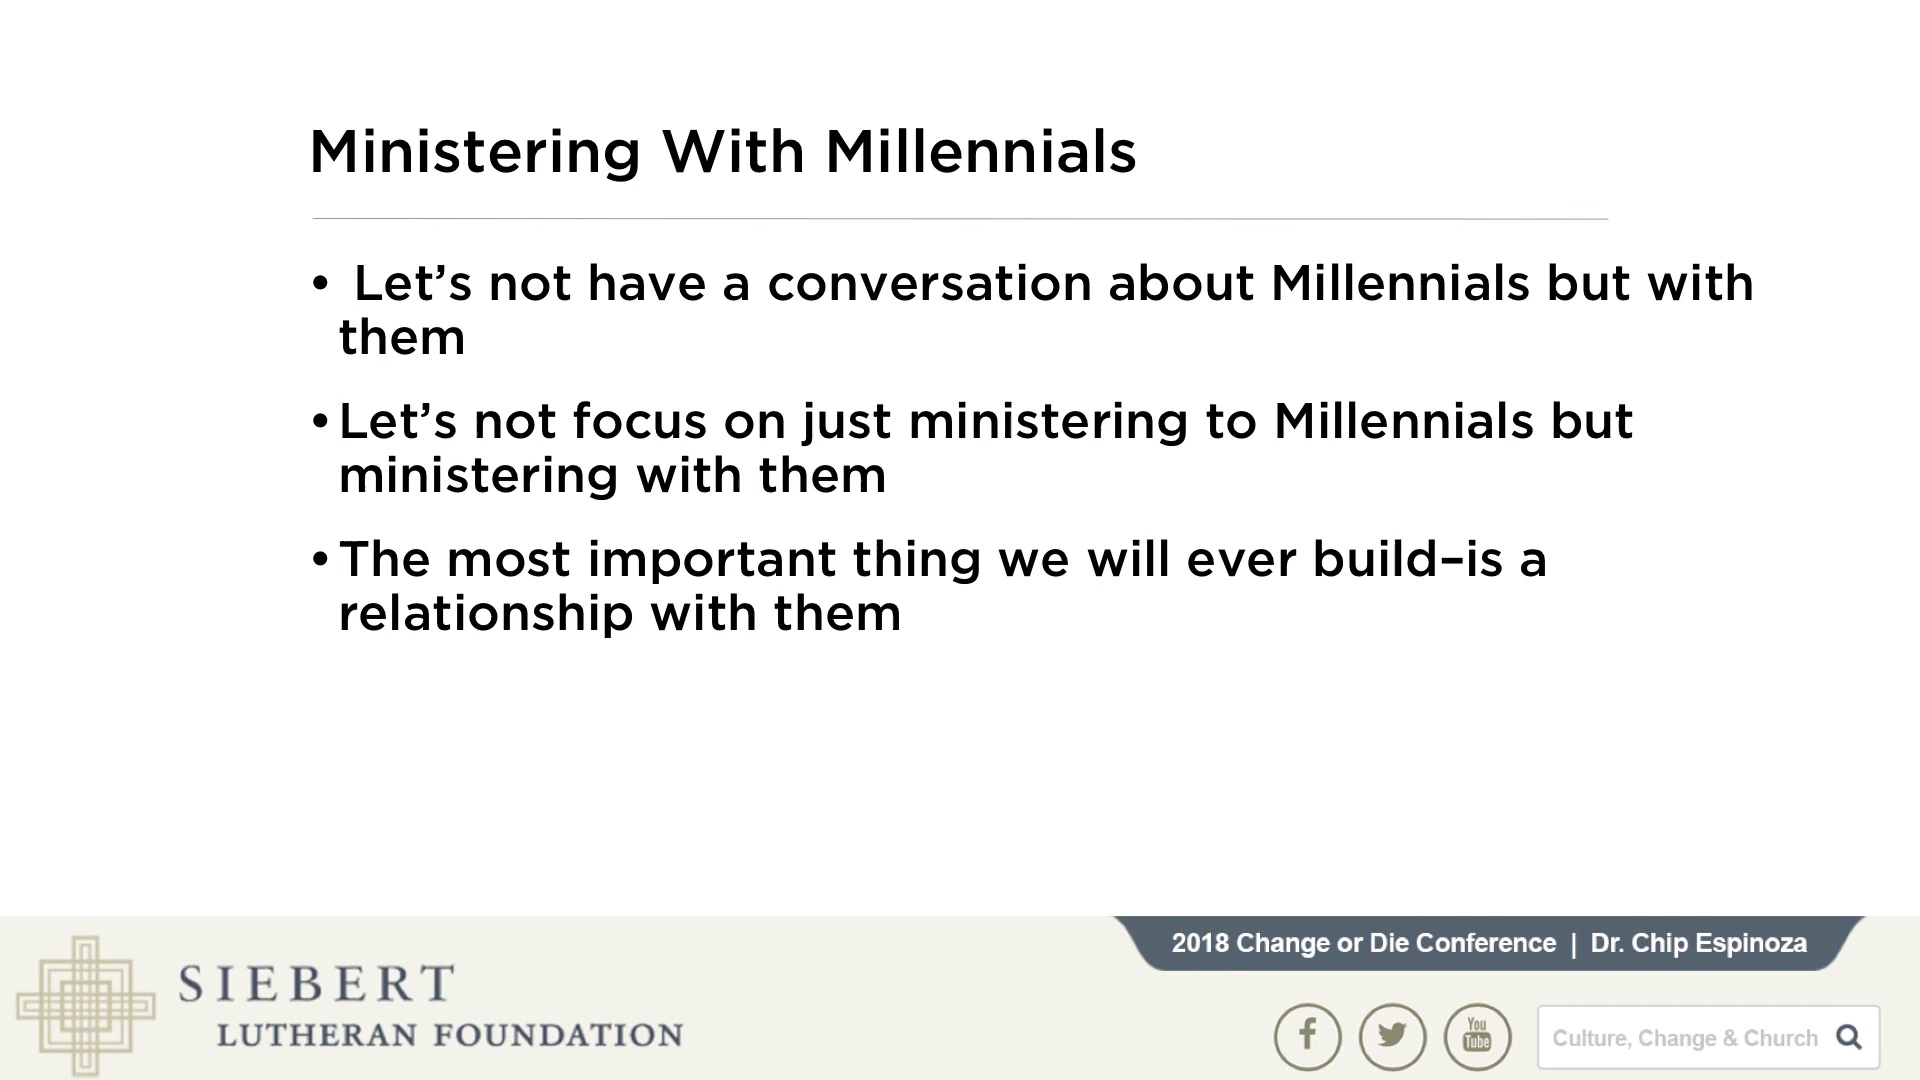 Ministering With Millennials
• Let’s not have a conversation about Millennials but with
them
• Let’s not focus on just ministering to Millennials but
ministering with them
• The most important thing we will ever build–is a
relationship with them
2018 Change or Die Conference | Dr. Chip Espinoza
SIEBERT
LUTHERAN FOUNDATION
You
Tube
Culture, Change & Church